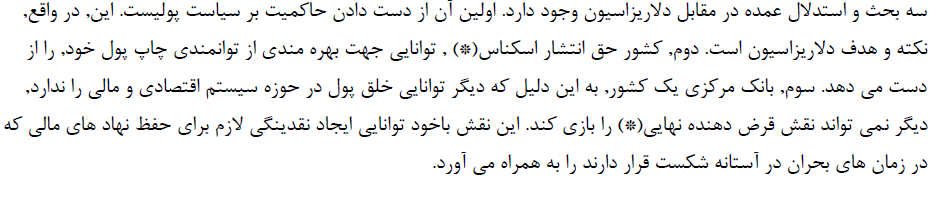 سه بحث و استدلال عمده در مقابل دلاریزاسیون وجود دارد. اولین آن از دست دادن حاکمیت بر سیاست پولیست. این, در واقع,
نکته و هدف دلاریزاسیون است. دوم, کشور حق انتشار اسکناس(*) , توانایی جهت بهره مندی از توانمندی چاپ پول خود, را از
دست می دهد. سوم, بانک مرکزی یک کشور, به این دلیل که دیگر توانایی خلق پول در حوزه سیستم اقتصادی و مالی را ندارد,
دیگر نمی تواند نقش قرض دهنده نهایی(*) را بازی کند. این نقش باخود توانایی ایجاد نقدینگی لازم برای حفظ نهاد های مالی که
در زمان های بحران در آستانه شکست قرار دارند را به همراه می آورد.